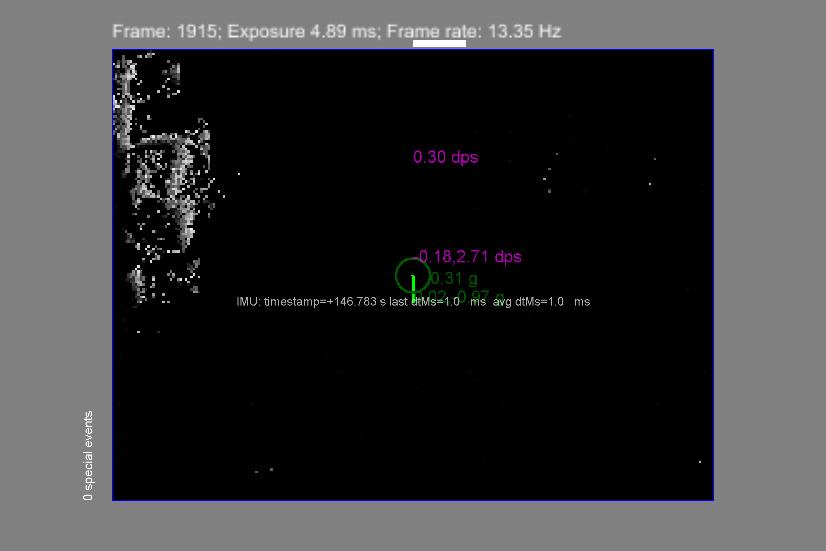 Frame: 1915; Exposure 4.89 ms; Frame rate: 13.35 Hz
0.30 dps
-0.18,2.71 dps
0.31 g
0.97 g
IMU: timestamp=+146.783 s last dtMs=1.0 ms avg dtMs=1.0 ms
0 special events